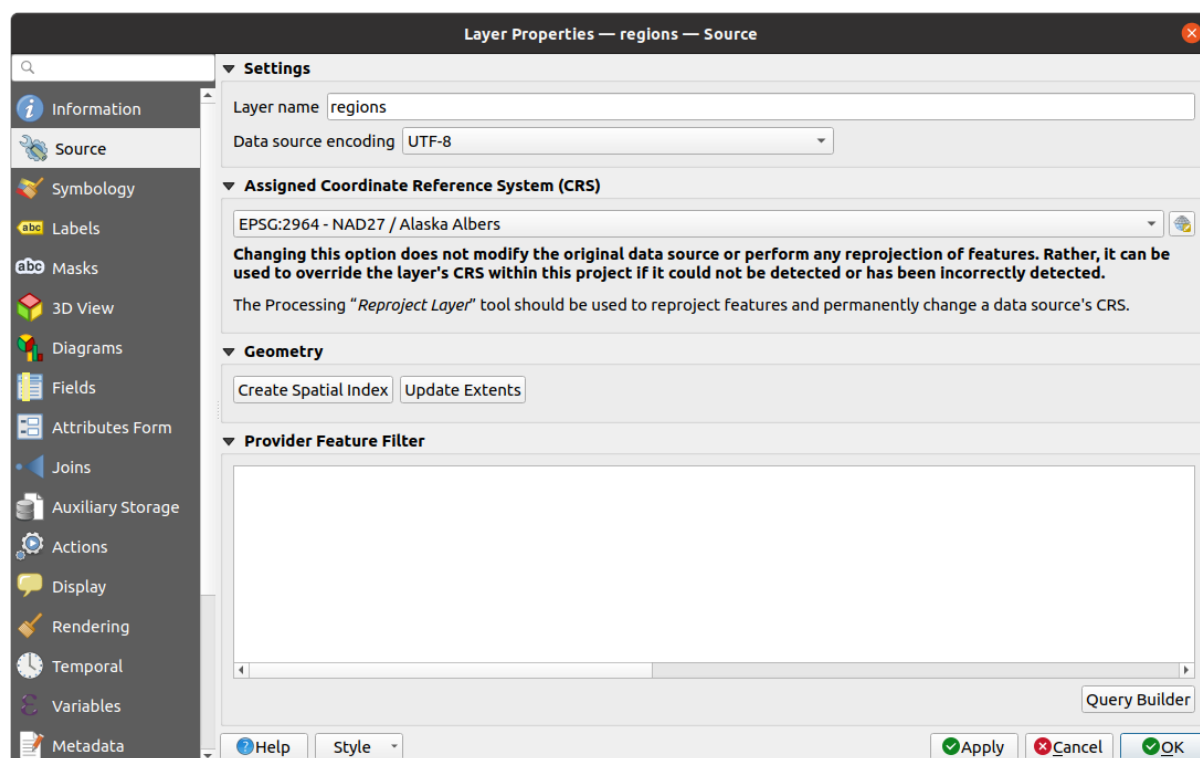 Layer Properties — regions — Source
Information
Source
Symbology
Labels
Masks
3D View
Diagrams
Fields
Attributes Form
Joins
Auxiliary Storage
Actions
Display
Rendering
Temporal
Variables
Metadata
Settings
Layer name regions
Data source encoding UTF-8
Assigned Coordinate Reference System (CRS)
EPSG:2964 - NAD27 / Alaska Albers
Changing this option does not modify the original data source or perform any reprojection of features. Rather, it can be
used to override the layer's CRS within this project if it could not be detected or has been incorrectly detected.
The Processing “Reproject Layer” tool should be used to reproject features and permanently change a data source's CRS.
Geometry
Create Spatial Index Update Extents
Provider Feature Filter
Query Builder
Help Style Apply Cancel OK